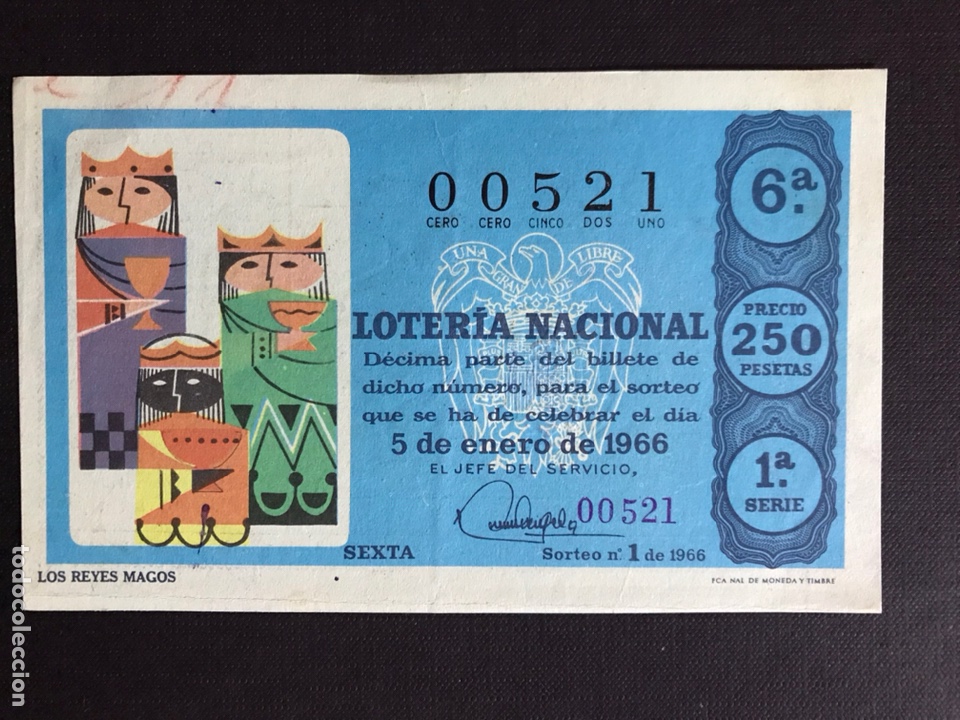 00521
CERO CERO CINCO DOS UNO
UNA GRANDE LIBRE
LOTERÍA NACIONAL
Décima parte del billete de
dicho número, para el sorteo
que se ha de celebrar el día
5 de enero de 1966
EL JEFE DEL SERVICIO,
00521
SEXTA
Sorteo nº 1 de 1966
6.ª
PRECIO
250
PESETAS
1.ª
SERIE
LOS REYES MAGOS
FCA NAL DE MONEDA Y TIMBRE
todocoleccion